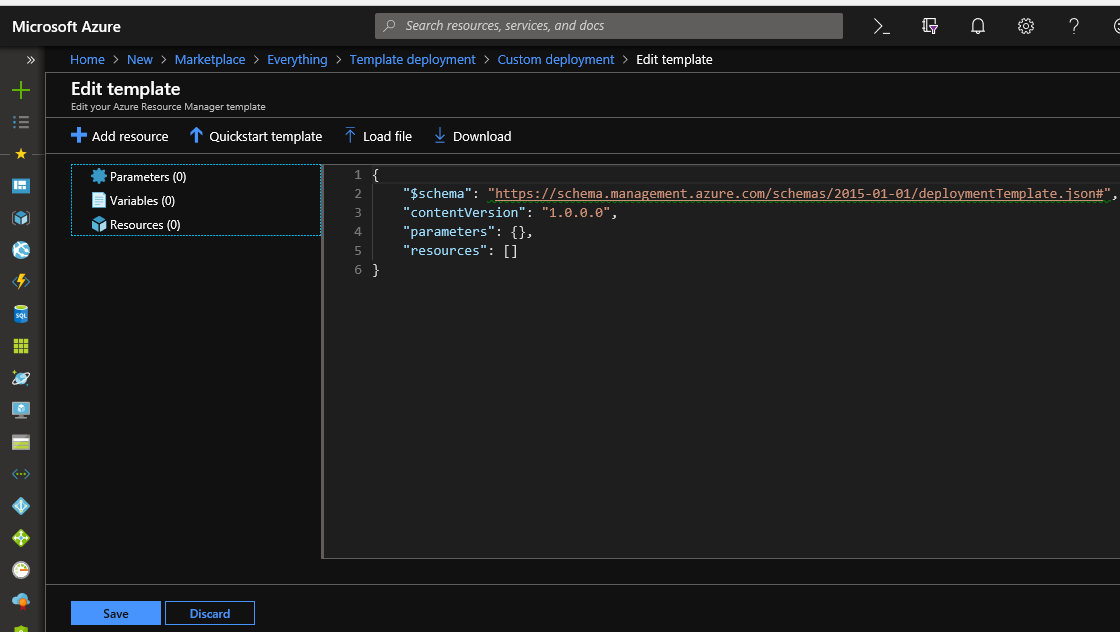 Microsoft Azure
Search resources, services, and docs
Home > New > Marketplace > Everything > Template deployment > Custom deployment > Edit template
Edit template
Edit your Azure Resource Manager template
Add resource Quickstart template Load file Download
Parameters (0)
Variables (0)
Resources (0)
1 {
2 "$schema": "https://schema.management.azure.com/schemas/2015-01-01/deploymentTemplate.json#",
3 "contentVersion": "1.0.0.0",
4 "parameters": {},
5 "resources": []
6 }
SQL
Save Discard